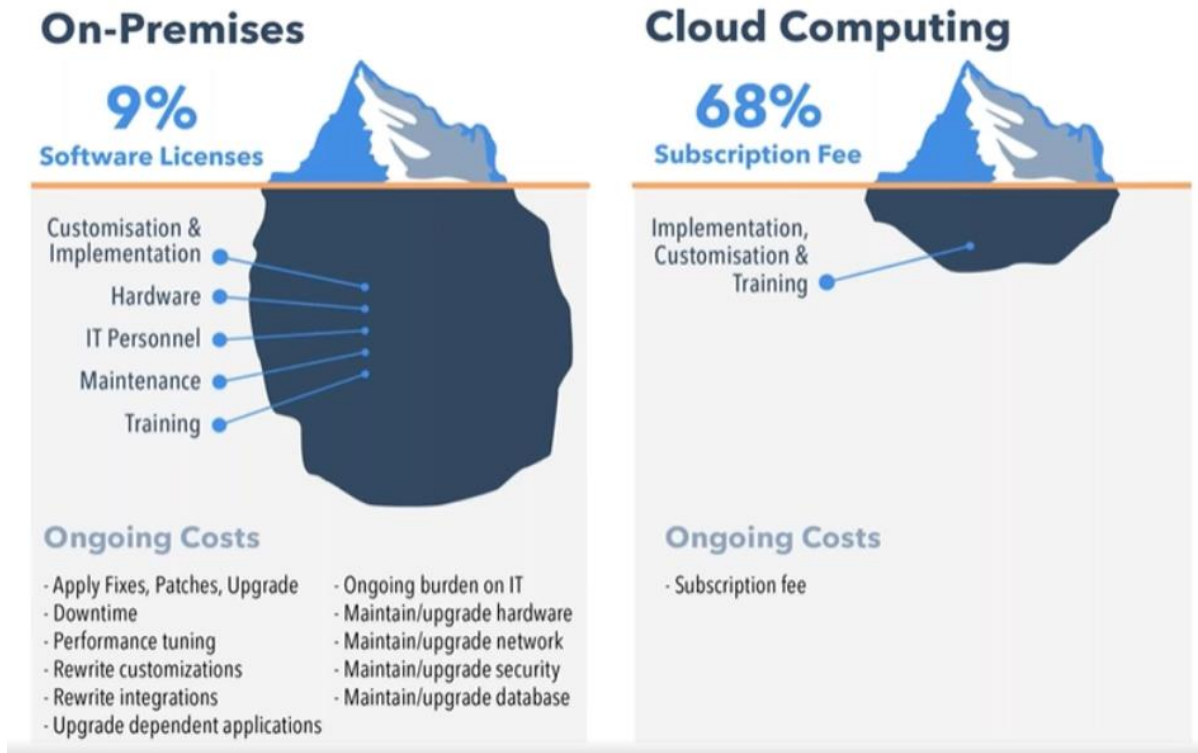 On-Premises
9%
Software Licenses
Customisation &
Implementation
Hardware
IT Personnel
Maintenance
Training
Ongoing Costs
- Apply Fixes, Patches, Upgrade
- Downtime
- Performance tuning
- Rewrite customizations
- Rewrite integrations
- Upgrade dependent applications
- Ongoing burden on IT
- Maintain/upgrade hardware
- Maintain/upgrade network
- Maintain/upgrade security
- Maintain/upgrade database
Cloud Computing
68%
Subscription Fee
Implementation,
Customisation &
Training
Ongoing Costs
- Subscription fee